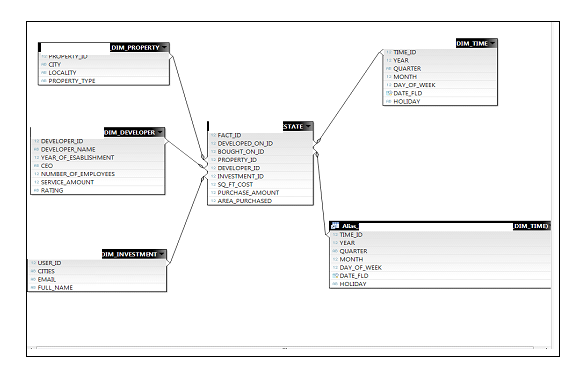 DIM_PROPERTY
PROPERTY_ID
CITY
LOCALITY
PROPERTY_TYPE
DIM_TIME
TIME_ID
YEAR
QUARTER
MONTH
DAY_OF_WEEK
DATE_FLD
HOLIDAY
DIM_DEVELOPER
DEVELOPER_ID
DEVELOPER_NAME
YEAR_OF_ESABLISHMENT
CEO
NUMBER_OF_EMPLOYEES
SERVICE_AMOUNT
RATING
STATE
FACT_ID
DEVELOPED_ON_ID
BOUGHT_ON_ID
PROPERTY_ID
DEVELOPER_ID
INVESTMENT_ID
SQ_FT_COST
PURCHASE_AMOUNT
AREA_PURCHASED
DIM_INVESTMENT
USER_ID
CITIES
EMAIL
FULL_NAME
Alias_ DIM_TIME)
TIME_ID
YEAR
QUARTER
MONTH
DAY_OF_WEEK
DATE_FLD
HOLIDAY